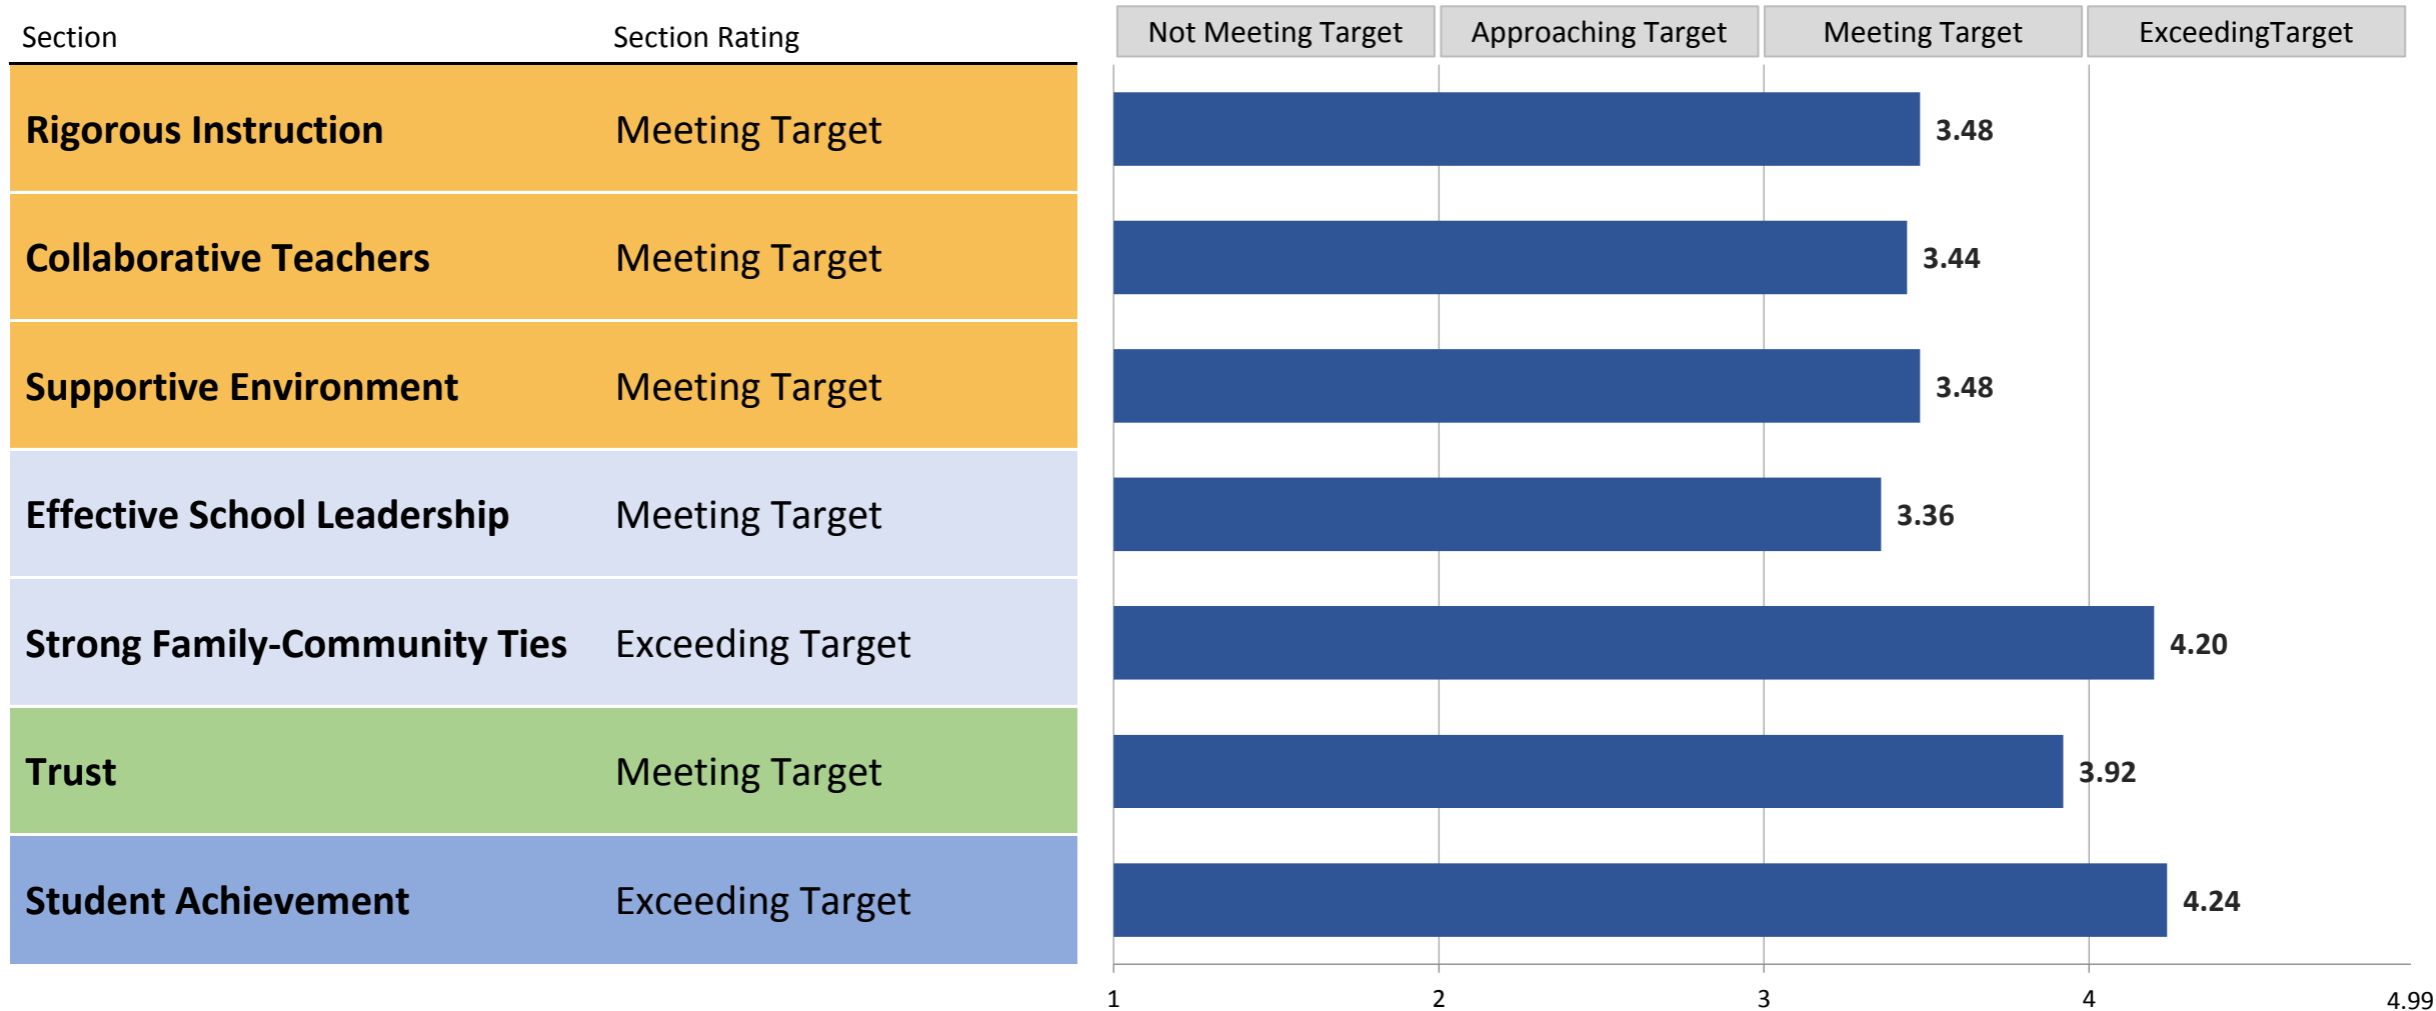 Section Section Rating Not Meeting Target Approaching Target Meeting Target ExceedingTarget
Rigorous Instruction Meeting Target 3.48
Collaborative Teachers Meeting Target 3.44
Supportive Environment Meeting Target 3.48
Effective School Leadership Meeting Target 3.36
Strong Family-Community Ties Exceeding Target 4.20
Trust Meeting Target 3.92
Student Achievement Exceeding Target 4.24
1 2 3 4 4.99